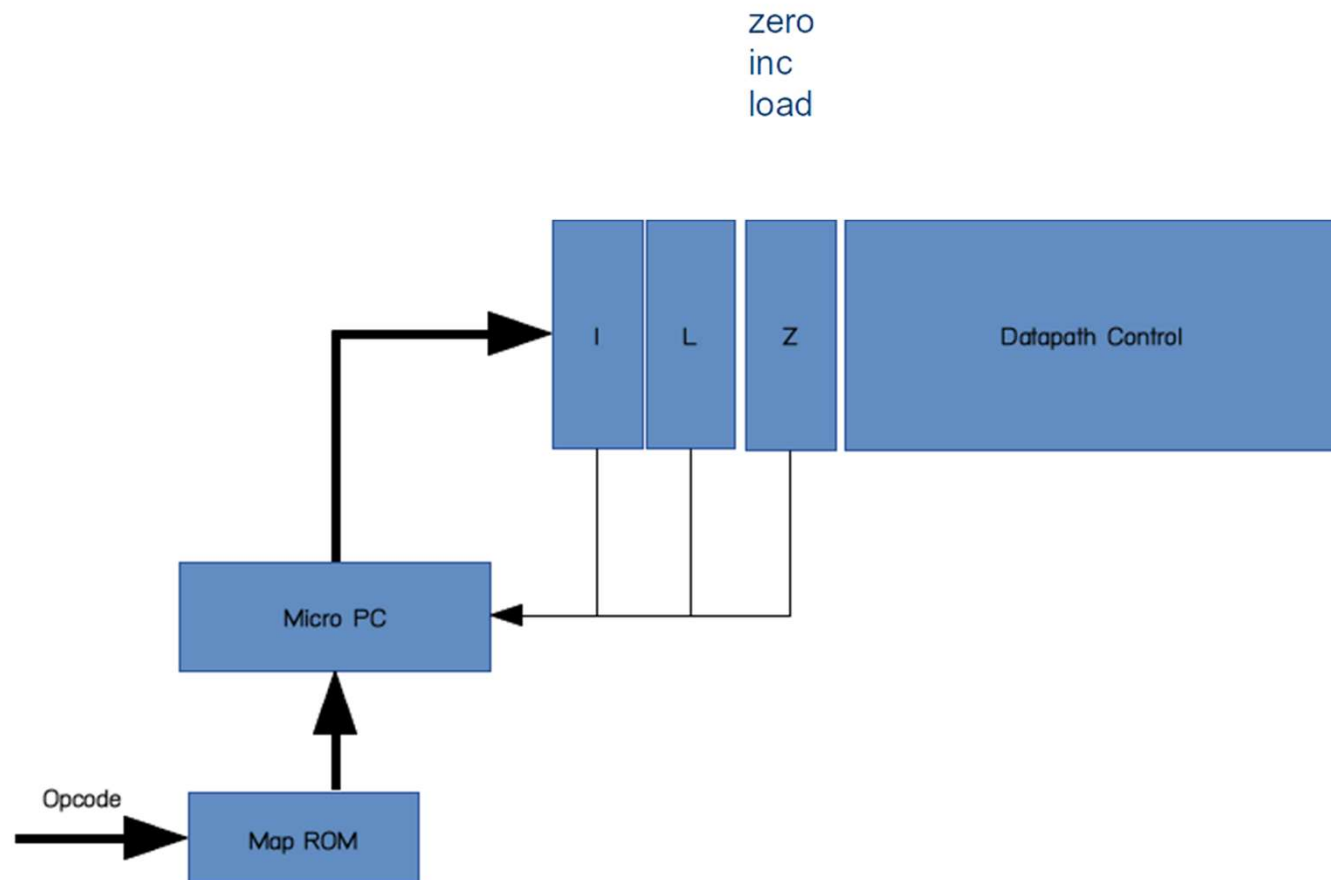 zero
inc
load
I
L
Z
Datapath Control
Micro PC
Opcode
Map ROM